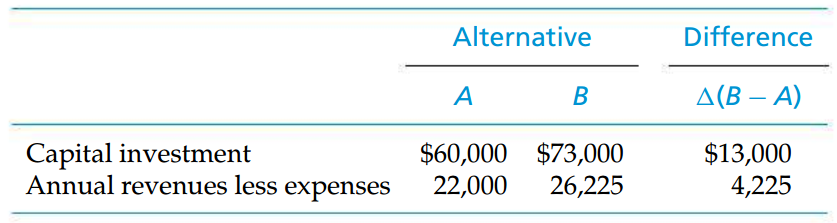 Alternative Difference
A B Δ(B – A)
Capital investment $60,000 $73,000 $13,000
Annual revenues less expenses 22,000 26,225 4,225